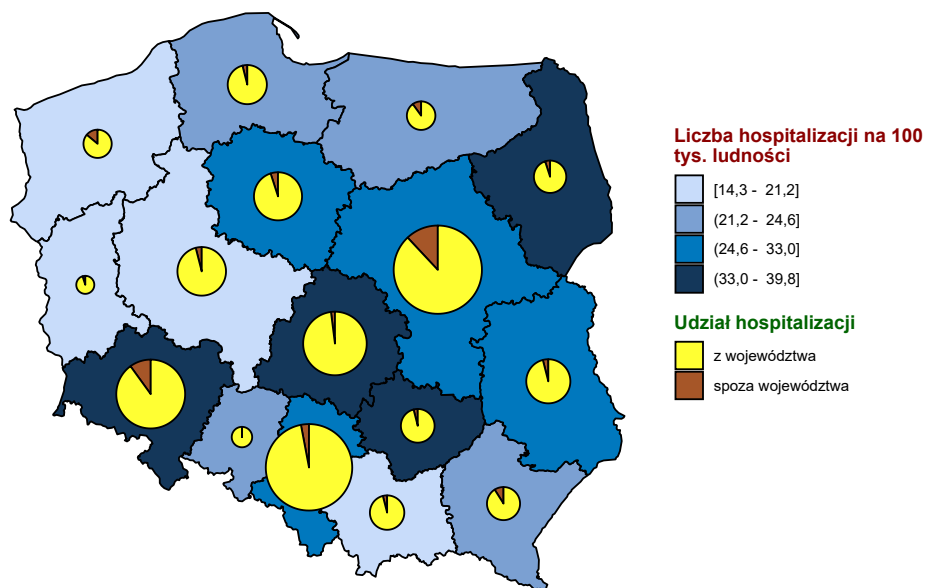 Liczba hospitalizacji na 100
tys. ludności
[14,3 - 21,2]
(21,2 - 24,6]
(24,6 - 33,0]
(33,0 - 39,8]
Udział hospitalizacji
z województwa
spoza województwa